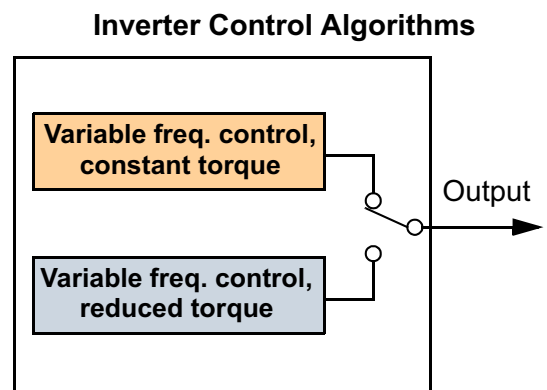 Inverter Control Algorithms
Variable freq. control,
constant torque
Output
Variable freq. control,
reduced torque